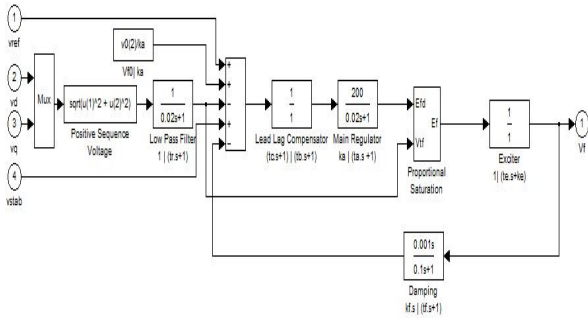 1
vref
2
vd
3
vq
4
vstab
Mux
v0(2)/ka
Vf0| ka
sqrt(u(1)^2 + u(2)^2)
Positive Sequence
Voltage
1
0.02s+1
Low Pass Filter
1 | (tr.s+1)
+
+
−
+
−
1
1
Lead Lag Compensator
(tc.s+1) | (tb.s+1)
200
0.02s+1
Main Regulator
ka | (ta.s +1)
Efd
Ef
Vtf
Proportional
Saturation
1
1
Exciter
1| (te.s+ke)
1
Vf
0.001s
0.1s+1
Damping
kf.s | (tf.s+1)